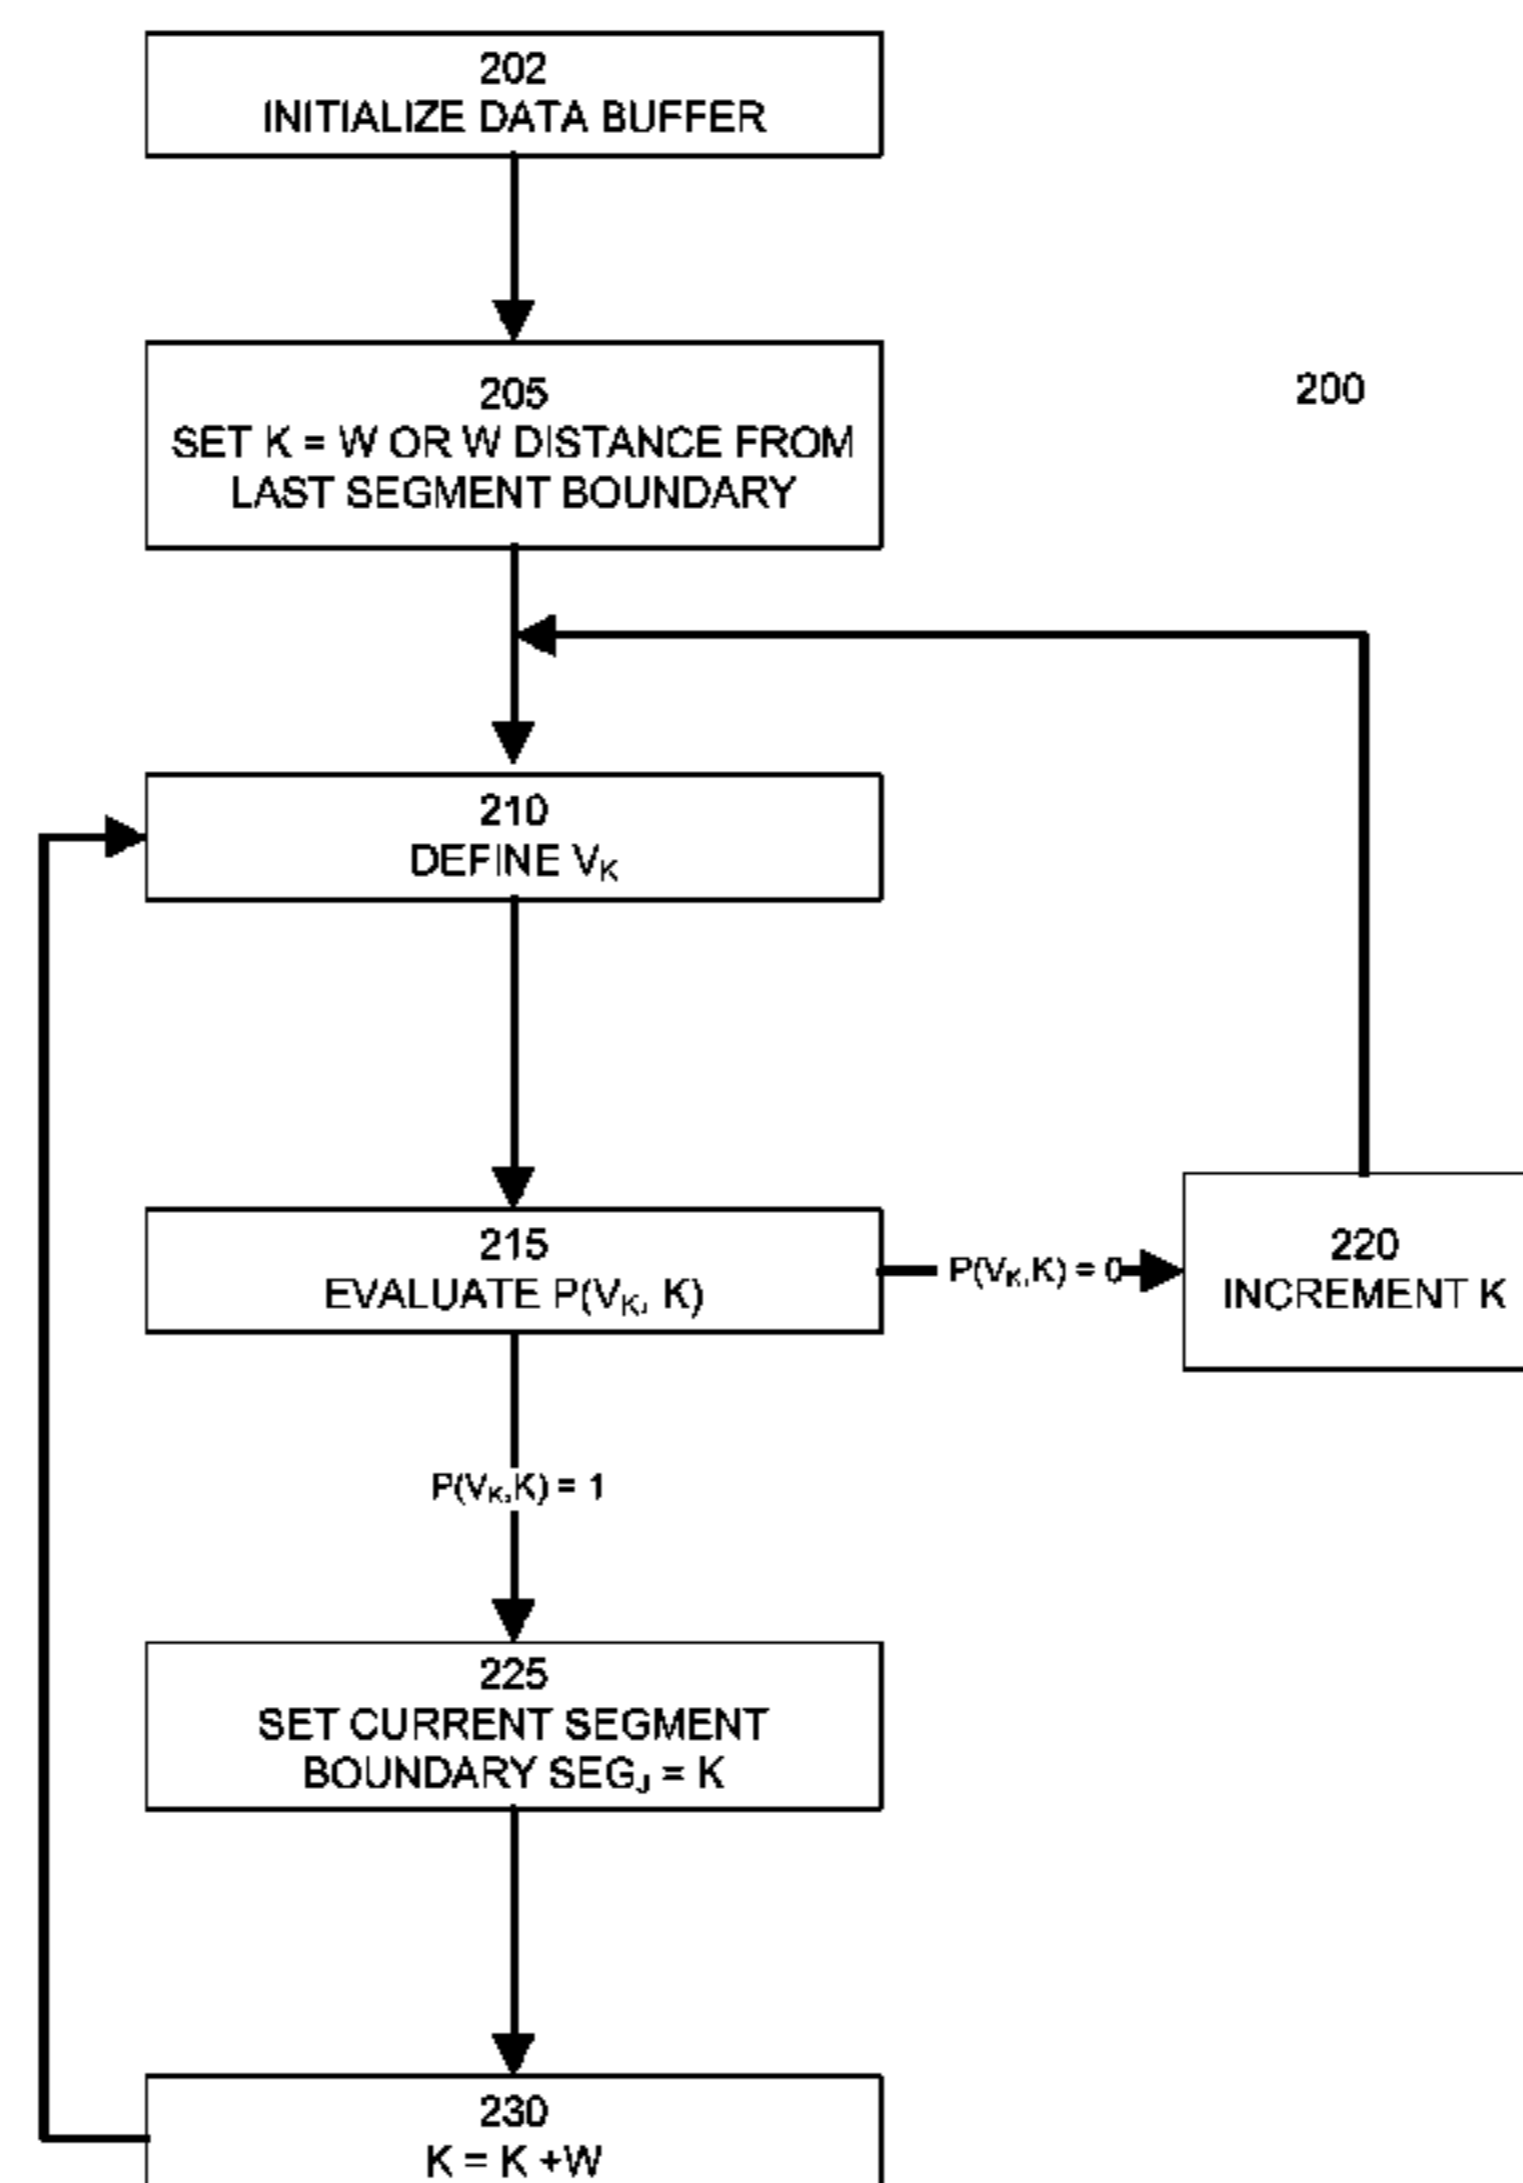 202
INITIALIZE DATA BUFFER
205
SET K = W OR W DISTANCE FROM
LAST SEGMENT BOUNDARY
200
210
DEFINE VK
215
EVALUATE P(VK, K)
P(VK,K) = 0
220
INCREMENT K
P(VK,K) = 1
225
SET CURRENT SEGMENT
BOUNDARY SEGJ = K
230
K = K +W